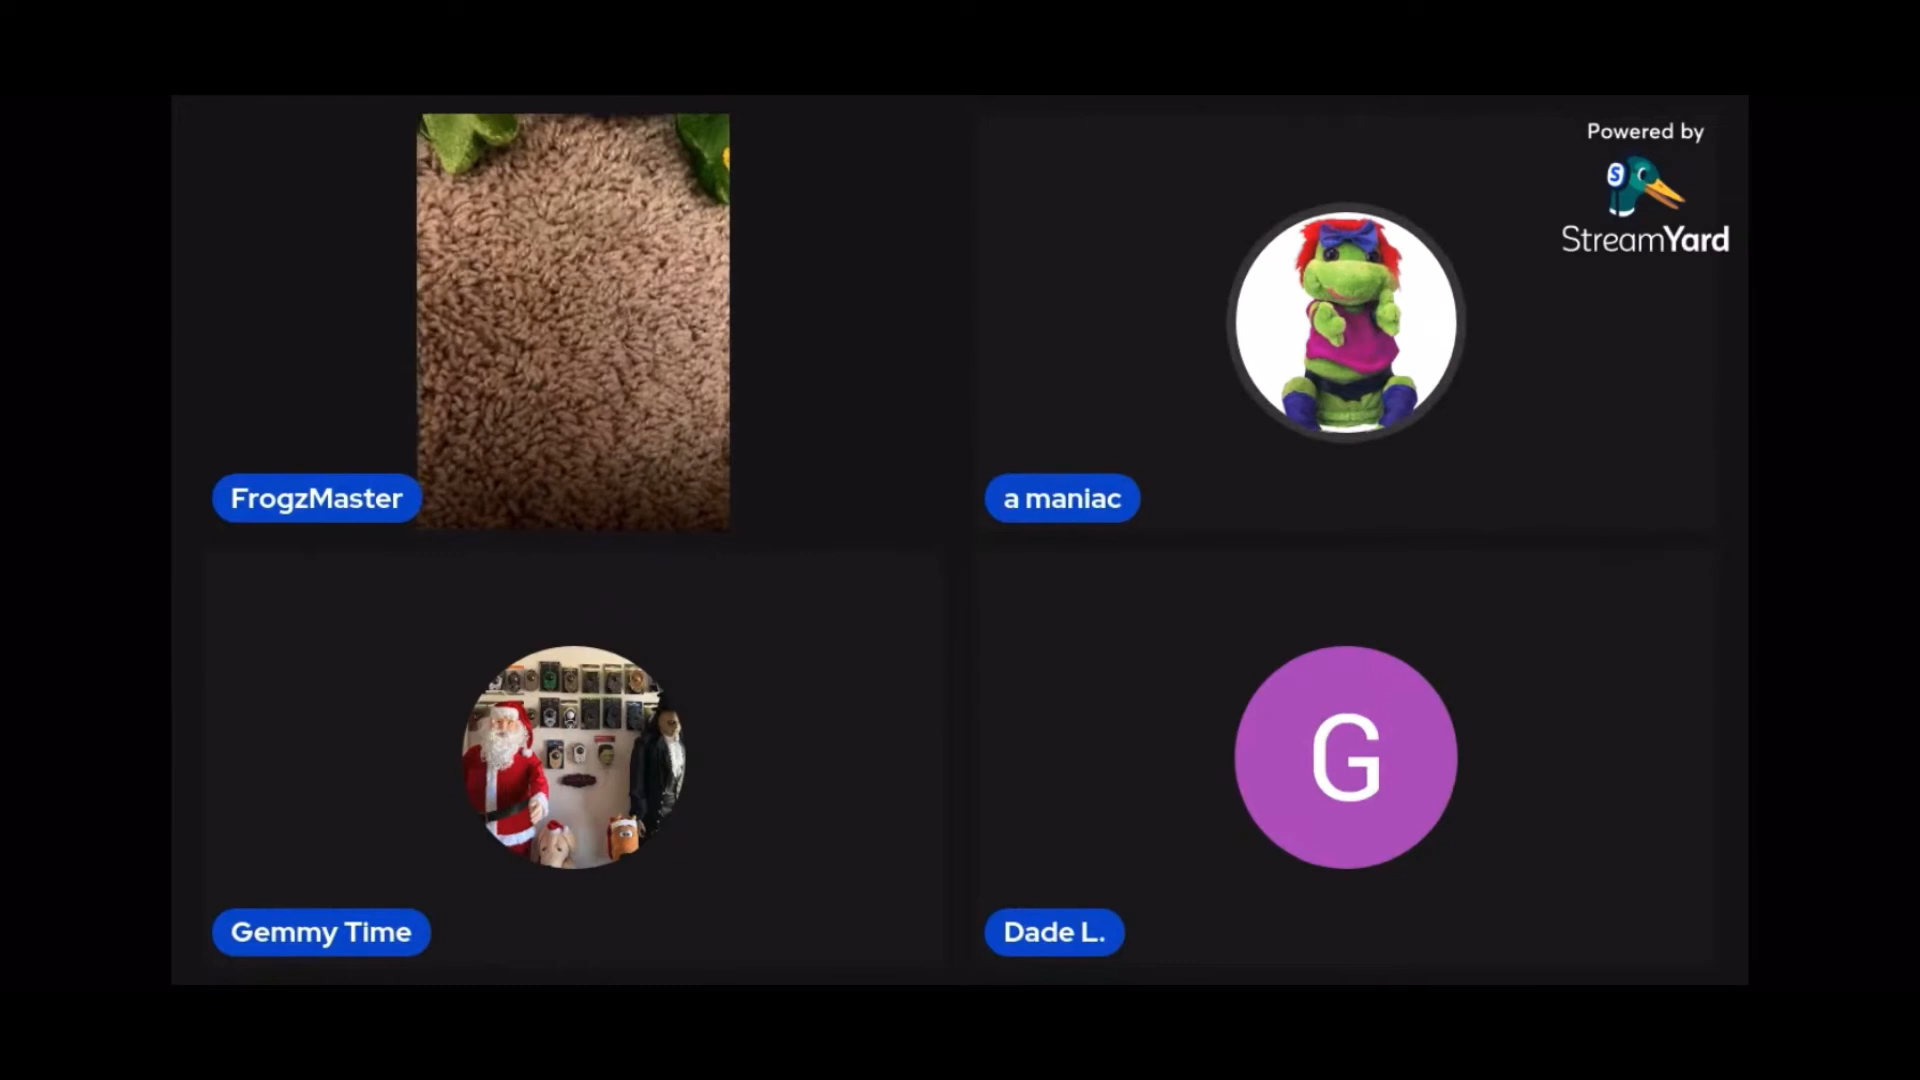 Powered by
S
StreamYard
FrogzMaster
a maniac
G
Gemmy Time
Dade L.